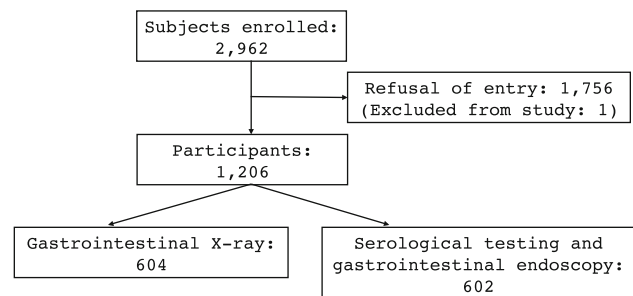 Subjects enrolled:
2,962
Refusal of entry: 1,756
(Excluded from study: 1)
Participants:
1,206
Gastrointestinal X-ray:
604
Serological testing and
gastrointestinal endoscopy:
602